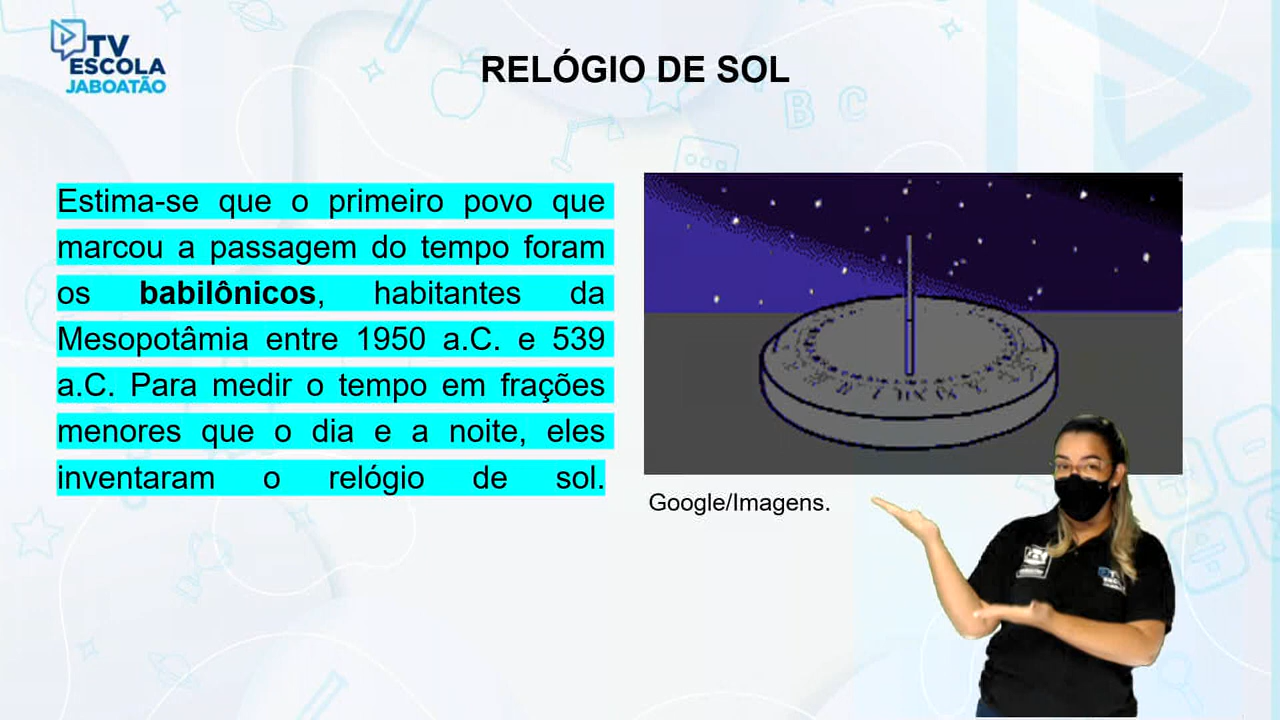 TV
ESCOLA
JABOATÃO
RELÓGIO DE SOL
Estima-se que o primeiro povo que
marcou a passagem do tempo foram
os babilônicos, habitantes da
Mesopotâmia entre 1950 a.C. e 539
a.C. Para medir o tempo em frações
menores que o dia e a noite, eles
inventaram o relógio de sol.
Google/Imagens.
B C